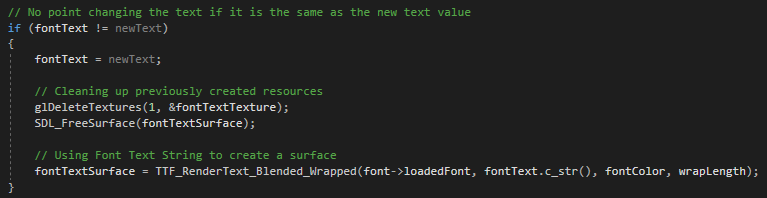 // No point changing the text if it is the same as the new text value
if (fontText != newText)
{
fontText = newText;
// Cleaning up previously created resources
glDeleteTextures(1, &fontTextTexture);
SDL_FreeSurface(fontTextSurface);
// Using Font Text String to create a surface
fontTextSurface = TTF_RenderText_Blended_Wrapped(font->loadedFont, fontText.c_str(), fontColor, wrapLength);
}